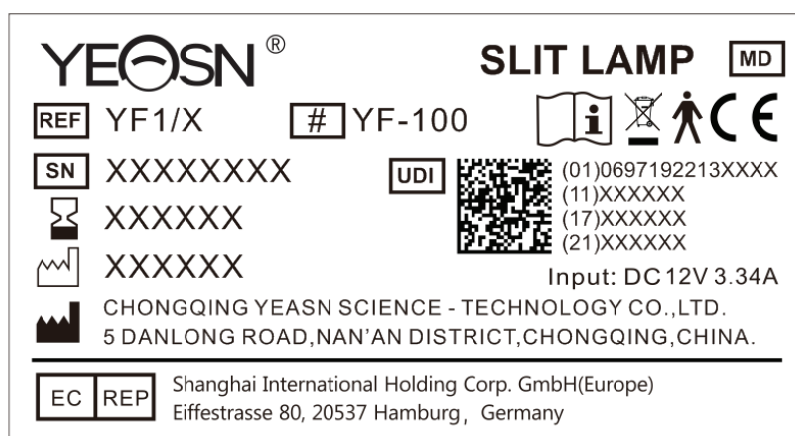 YEOSN® SLIT LAMP MD
REF YF1/X # YF-100 i CE
SN XXXXXXXX UDI (01)0697192213XXXX
(11)XXXXXX
XXXXXX (17)XXXXXX
(21)XXXXXX
XXXXXX Input: DC12V 3.34A
CHONGQING YEASN SCIENCE - TECHNOLOGY CO.,LTD.
5 DANLONG ROAD,NAN'AN DISTRICT,CHONGQING,CHINA.
EC REP Shanghai International Holding Corp. GmbH(Europe)
Eiffestrasse 80, 20537 Hamburg, Germany